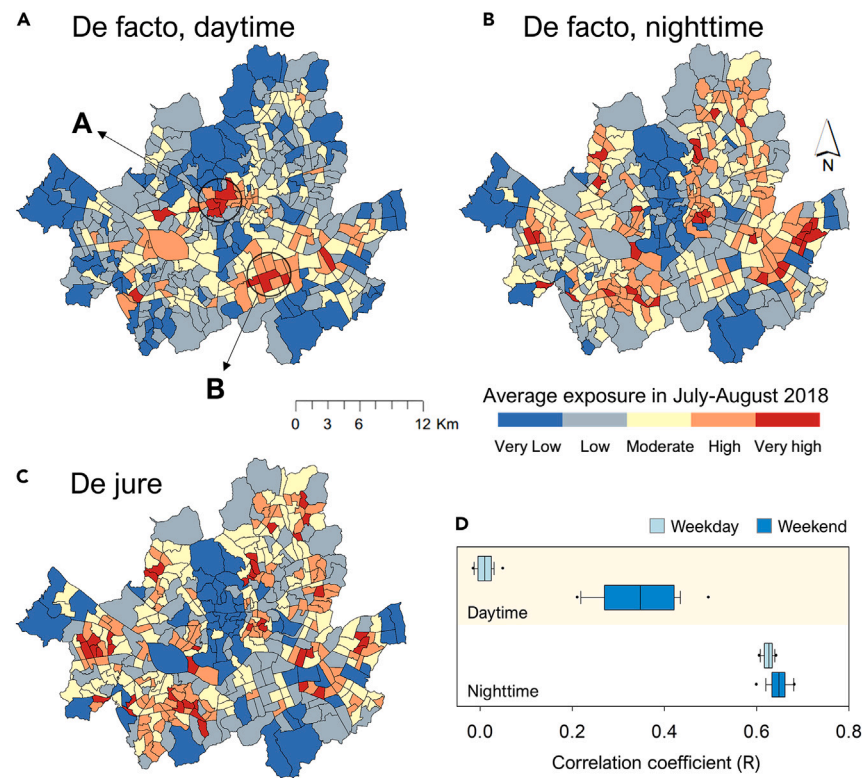 A
De facto, daytime
B
De facto, nighttime
A
N
B
0 3 6 12 Km
Average exposure in July-August 2018
Very Low Low Moderate High Very high
C
De jure
D
Weekday Weekend
Daytime
Nighttime
0.0 0.2 0.4 0.6 0.8
Correlation coefficient (R)